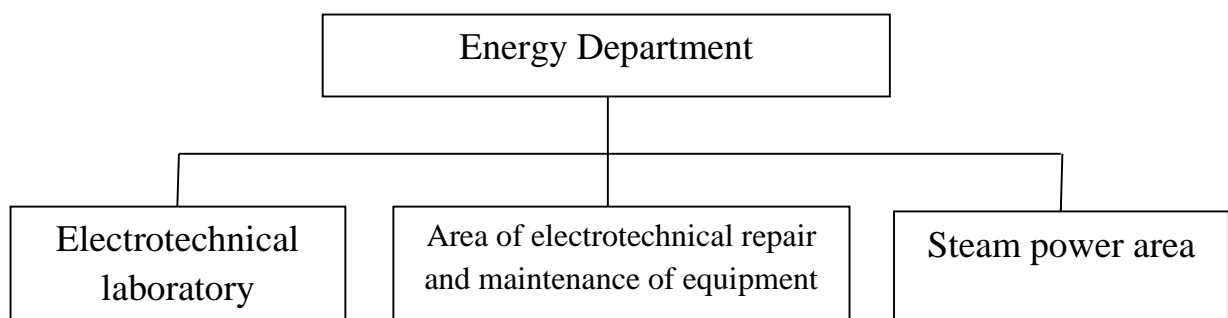 Energy Department
Electrotechnical
laboratory
Area of electrotechnical repair
and maintenance of equipment
Steam power area